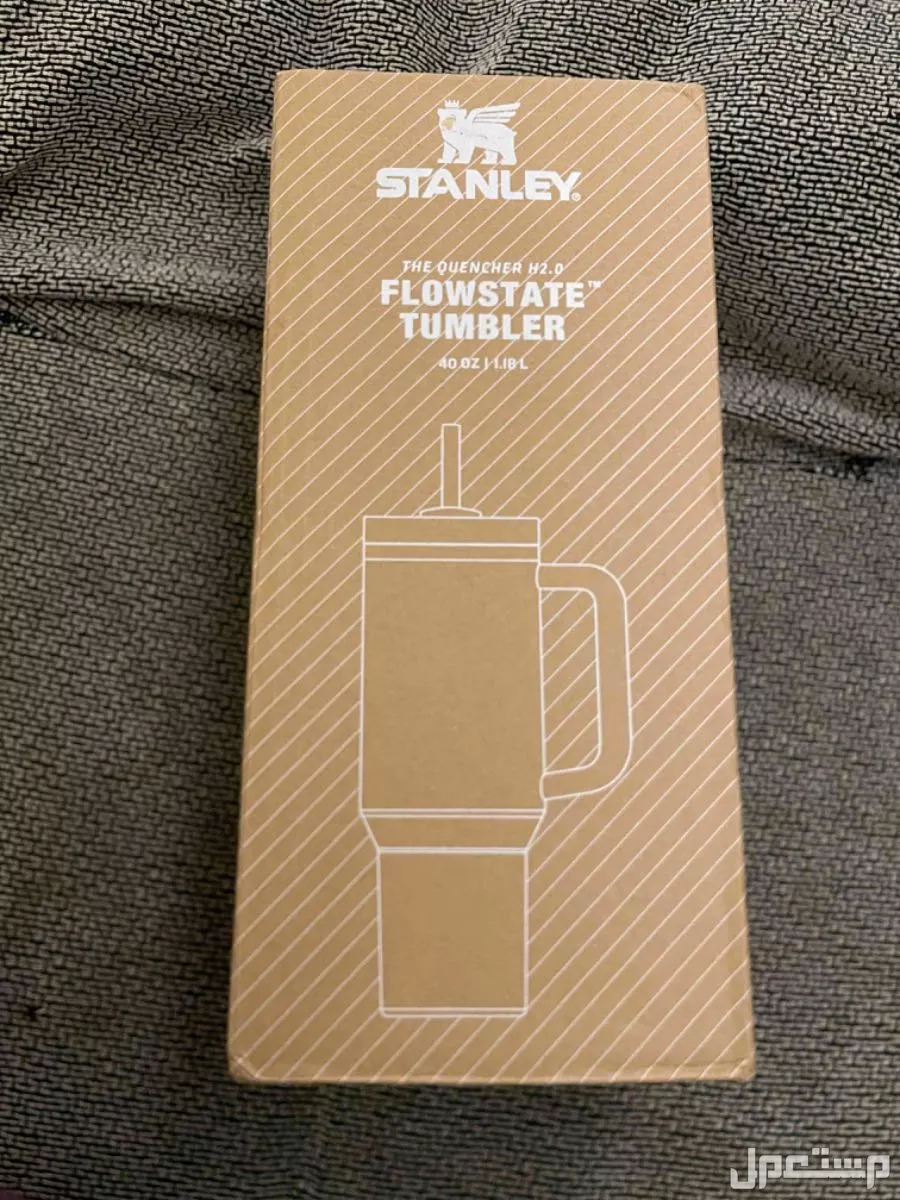 STANLEY®
THE QUENCHER H2.0
FLOWSTATE™
TUMBLER
40 OZ | 1.18 L
مستعمل